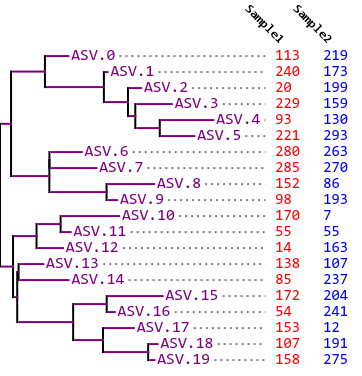 Sample1 Sample2
ASV.0 113 219
ASV.1 240 173
ASV.2 20 199
ASV.3 229 159
ASV.4 93 130
ASV.5 221 293
ASV.6 280 263
ASV.7 285 270
ASV.8 152 86
ASV.9 98 193
ASV.10 170 7
ASV.11 55 55
ASV.12 14 163
ASV.13 138 107
ASV.14 85 237
ASV.15 172 204
ASV.16 54 241
ASV.17 153 12
ASV.18 107 191
ASV.19 158 275